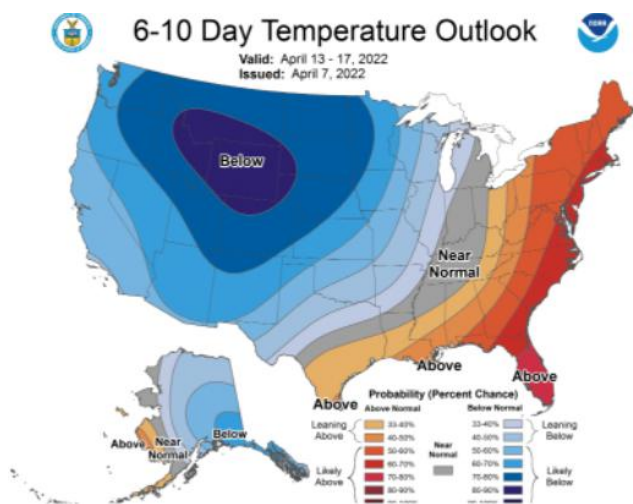 6-10 Day Temperature Outlook
Valid: April 13 - 17, 2022
Issued: April 7, 2022
Below
Near
Normal
Above
Above
Above
Above
Near
Normal
Below
Probability (Percent Chance)
Above Normal
Below Normal
Leaning
Above
33-40%
40-50%
Near
Normal
33-40%
40-50%
Leaning
Below
Likely
Above
50-60%
60-70%
70-80%
80-90%
50-60%
60-70%
70-80%
80-90%
Likely
Below